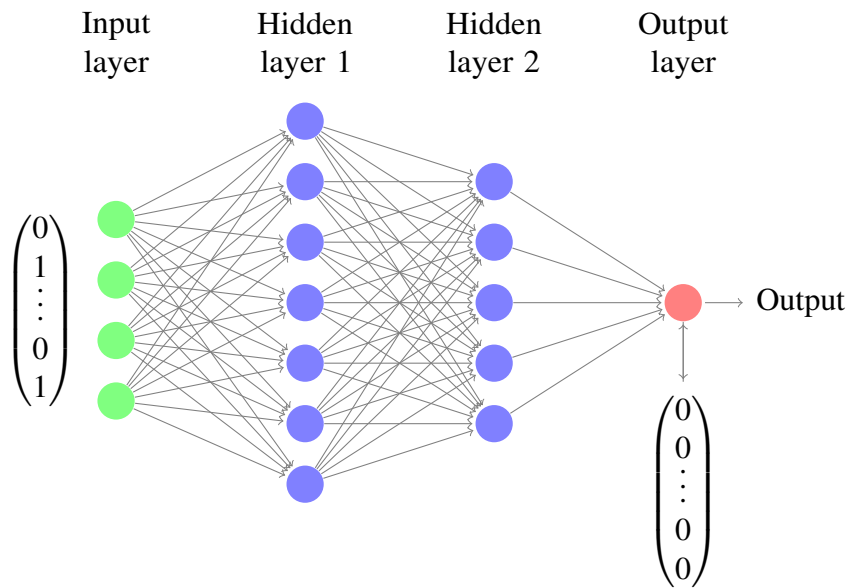 Input
layer
Hidden
layer 1
Hidden
layer 2
Output
layer
0
1
⋮
0
1
Output
0
0
⋮
0
0